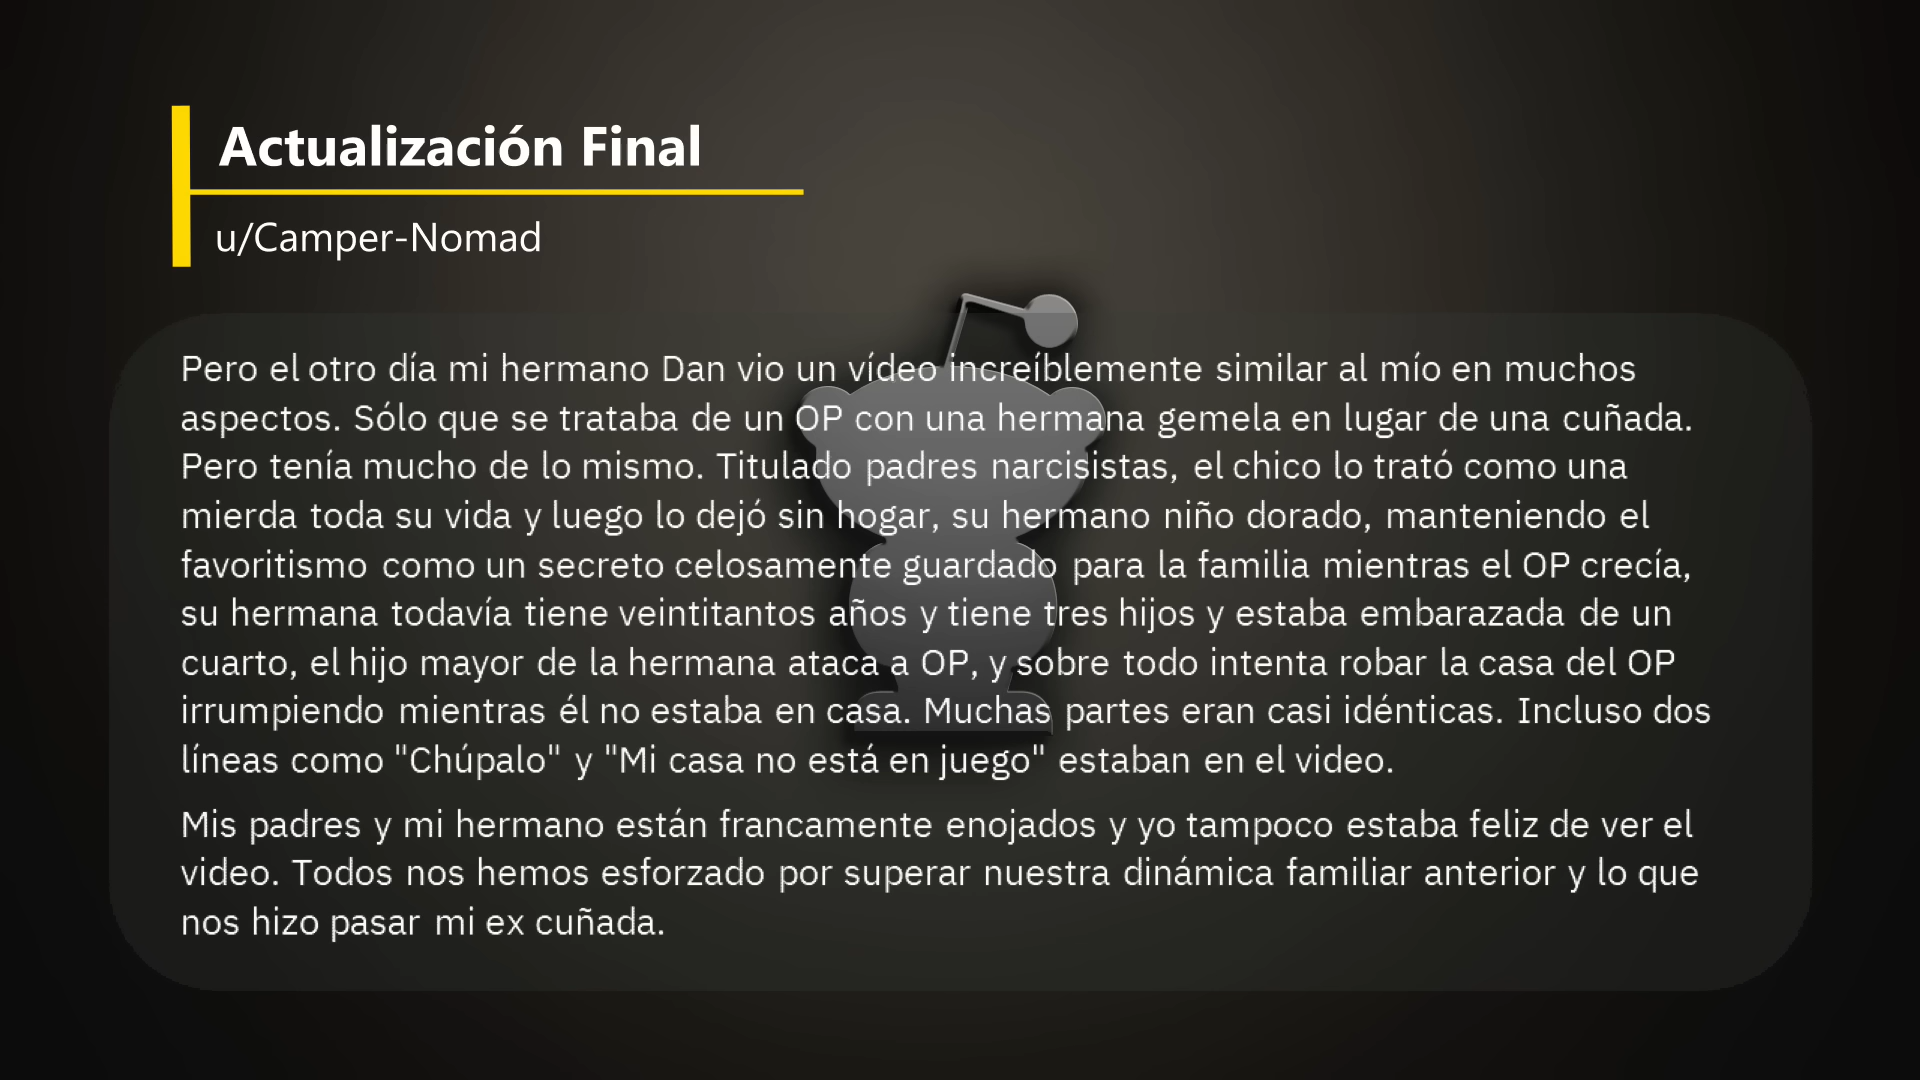 Actualización Final
u/Camper-Nomad
Pero el otro día mi hermano Dan vio un vídeo increíblemente similar al mío en muchos
aspectos. Sólo que se trataba de un OP con una hermana gemela en lugar de una cuñada.
Pero tenía mucho de lo mismo. Titulado padres narcisistas, el chico lo trató como una
mierda toda su vida y luego lo dejó sin hogar, su hermano niño dorado, manteniendo el
favoritismo como un secreto celosamente guardado para la familia mientras el OP crecía,
su hermana todavía tiene veintitantos años y tiene tres hijos y estaba embarazada de un
cuarto, el hijo mayor de la hermana ataca a OP, y sobre todo intenta robar la casa del OP
irrumpiendo mientras él no estaba en casa. Muchas partes eran casi idénticas. Incluso dos
líneas como "Chúpalo" y "Mi casa no está en juego" estaban en el video.
Mis padres y mi hermano están francamente enojados y yo tampoco estaba feliz de ver el
video. Todos nos hemos esforzado por superar nuestra dinámica familiar anterior y lo que
nos hizo pasar mi ex cuñada.